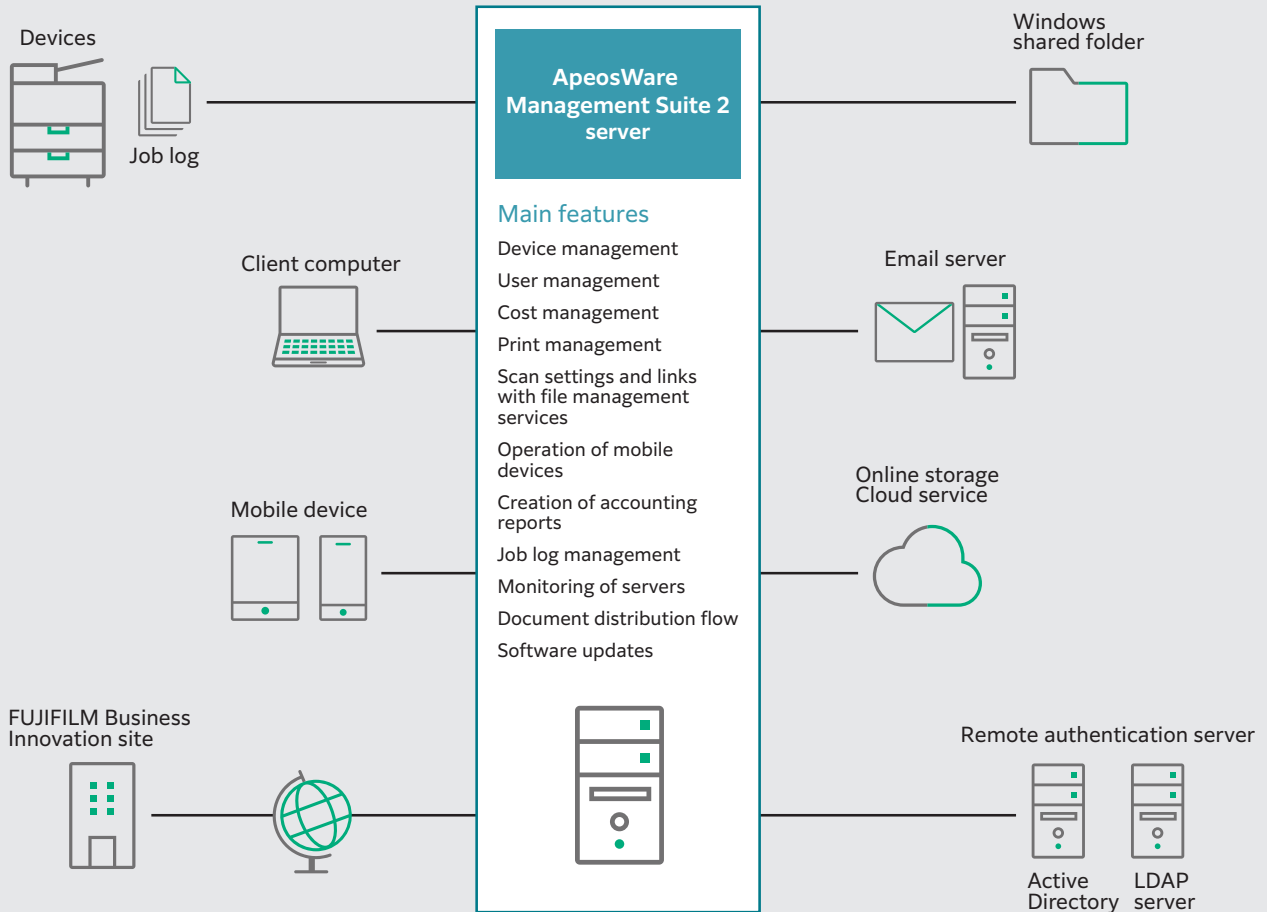 Devices
Job log
Client computer
Mobile device
FUJIFILM Business
Innovation site
ApeosWare
Management Suite 2
server
Main features
Device management
User management
Cost management
Print management
Scan settings and links
with file management
services
Operation of mobile
devices
Creation of accounting
reports
Job log management
Monitoring of servers
Document distribution flow
Software updates
Windows
shared folder
Email server
Online storage
Cloud service
Remote authentication server
Active
Directory
LDAP
server